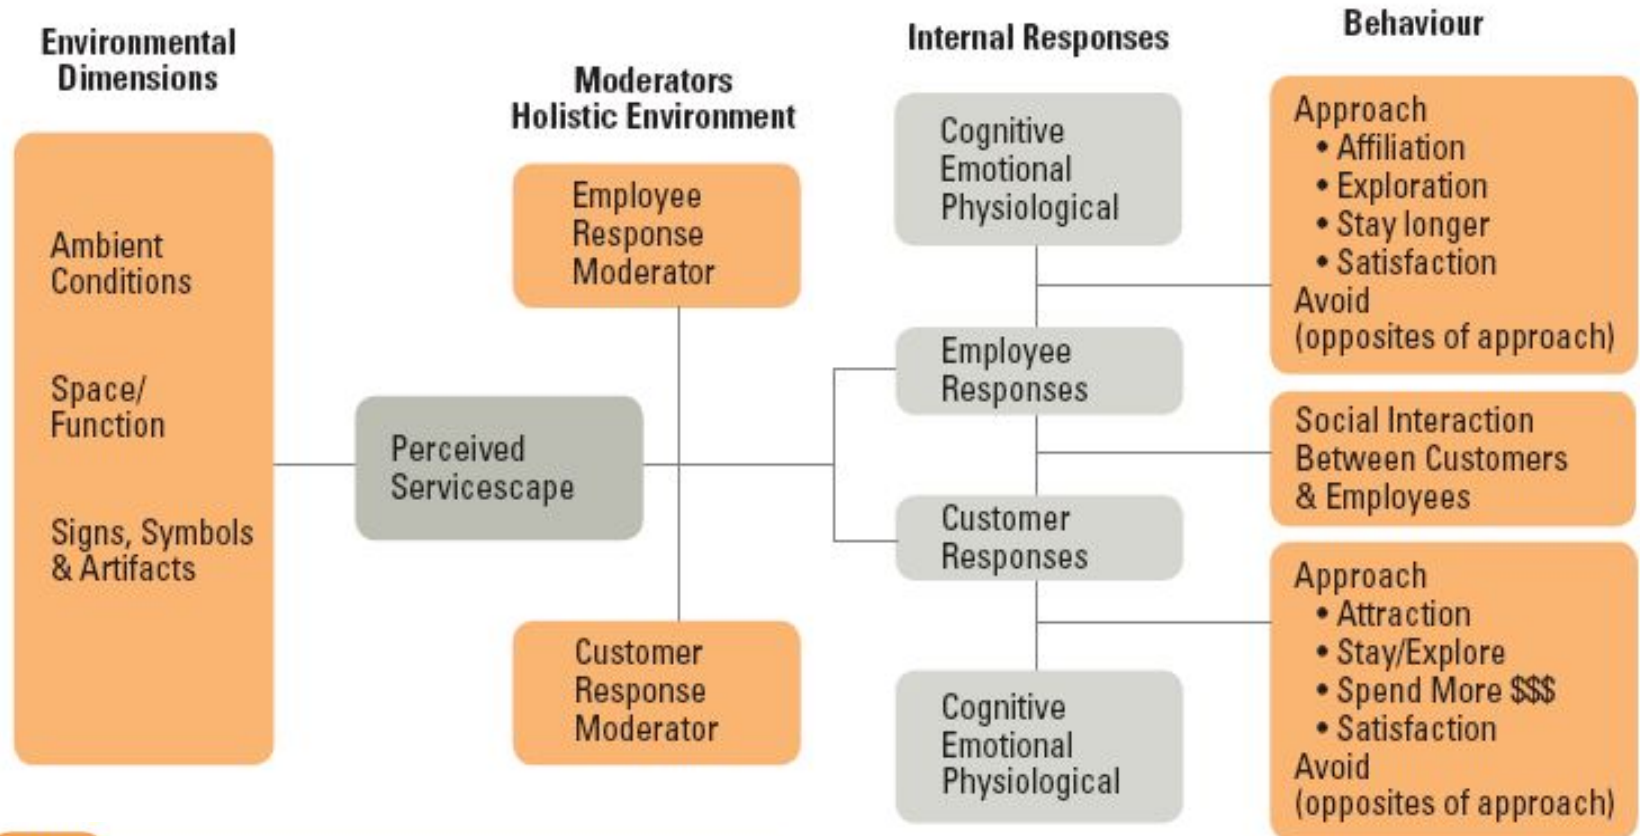 Environmental
Dimensions
Ambient
Conditions
Space/
Function
Signs, Symbols
& Artifacts
Perceived
Servicescape
Moderators
Holistic Environment
Employee
Response
Moderator
Customer
Response
Moderator
Internal Responses
Cognitive
Emotional
Physiological
Employee
Responses
Customer
Responses
Cognitive
Emotional
Physiological
Behaviour
Approach
• Affiliation
• Exploration
• Stay longer
• Satisfaction
Avoid
(opposites of approach)
Social Interaction
Between Customers
& Employees
Approach
• Attraction
• Stay/Explore
• Spend More $$$
• Satisfaction
Avoid
(opposites of approach)